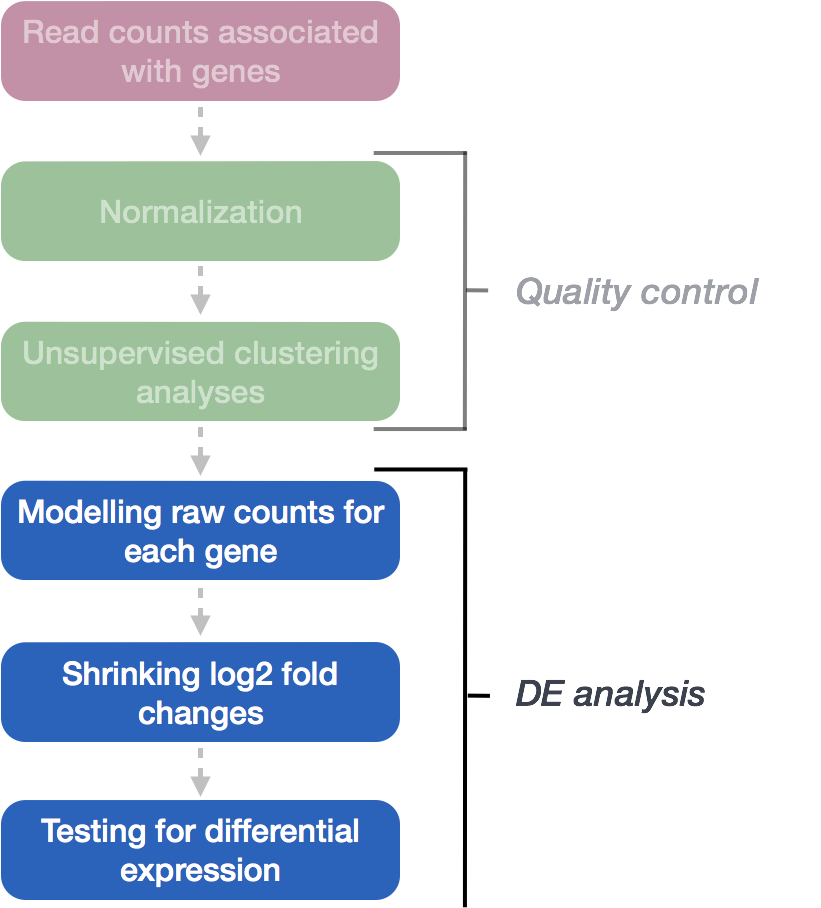 Read counts associated
with genes
Normalization
Quality control
Unsupervised clustering
analyses
Modelling raw counts for
each gene
Shrinking log2 fold
changes
DE analysis
Testing for differential
expression